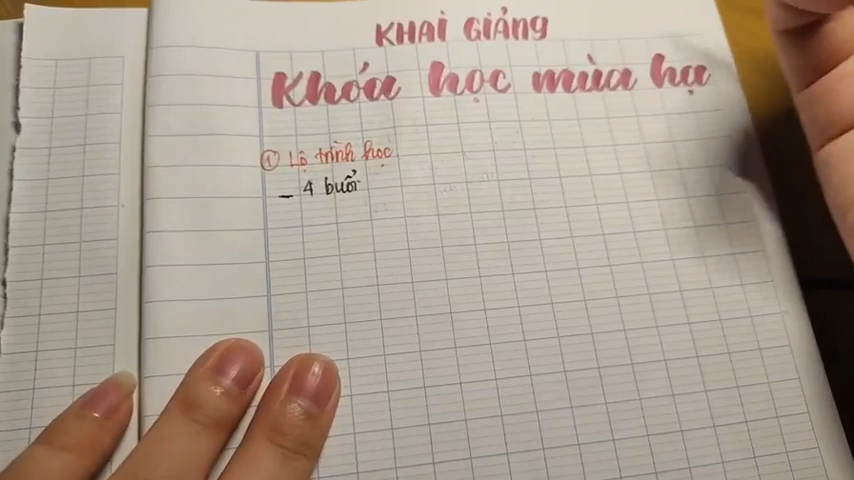 KHAI GIẢNG
Khóa học mùa hạ
① Lộ trình học
- 4 buổi